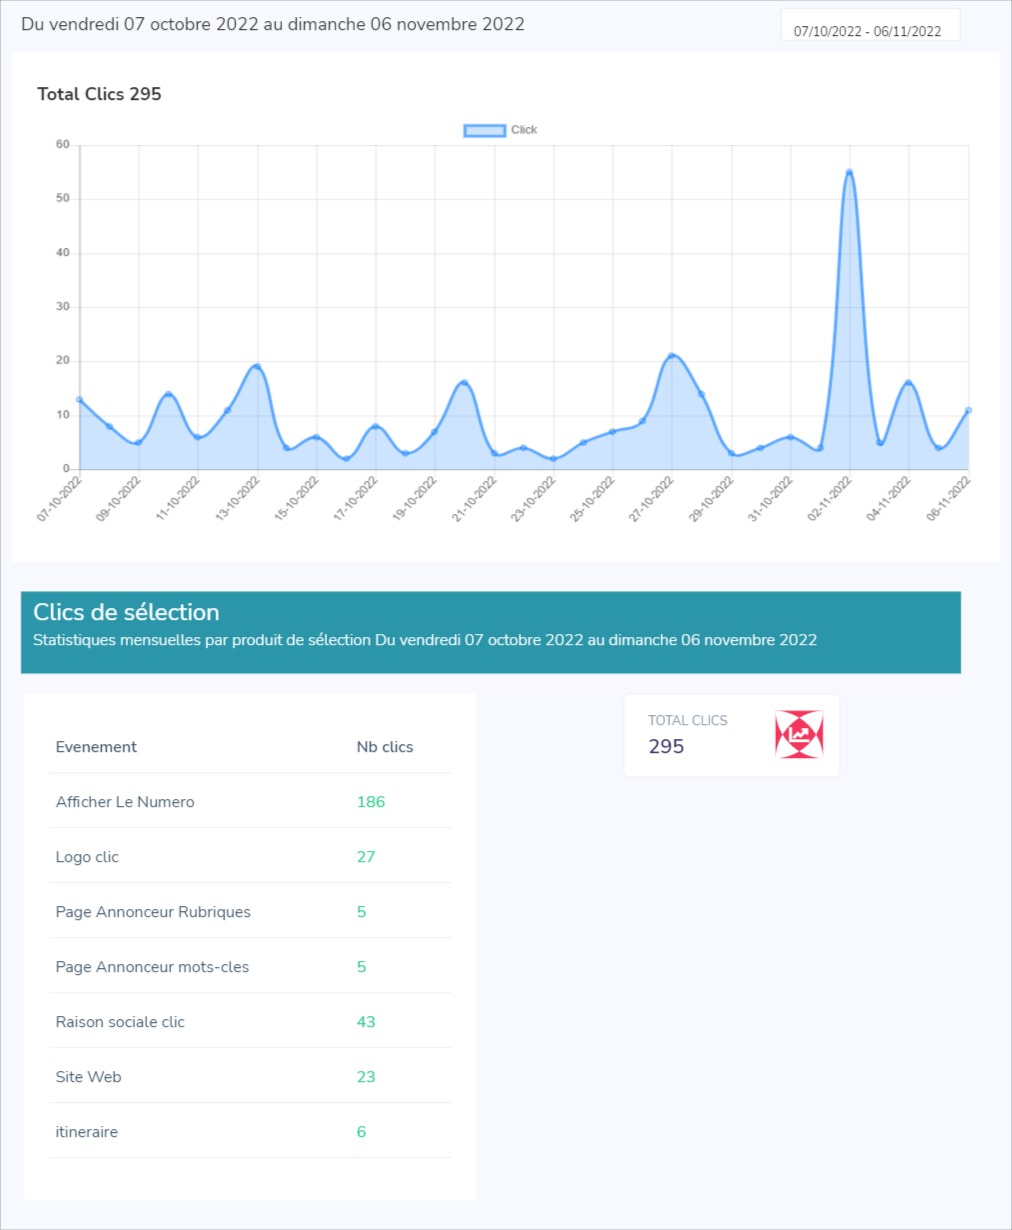 Du vendredi 07 octobre 2022 au dimanche 06 novembre 2022
07/10/2022 - 06/11/2022
Total Clics 295
Click
60
50
40
30
20
10
0
07-10-2022
09-10-2022
11-10-2022
13-10-2022
15-10-2022
17-10-2022
19-10-2022
21-10-2022
23-10-2022
25-10-2022
27-10-2022
29-10-2022
31-10-2022
02-11-2022
04-11-2022
06-11-2022
Clics de sélection
Statistiques mensuelles par produit de sélection Du vendredi 07 octobre 2022 au dimanche 06 novembre 2022
Evenement Nb clics
Afficher Le Numero 186
Logo clic 27
Page Annonceur Rubriques 5
Page Annonceur mots-cles 5
Raison sociale clic 43
Site Web 23
itineraire 6
TOTAL CLICS
295